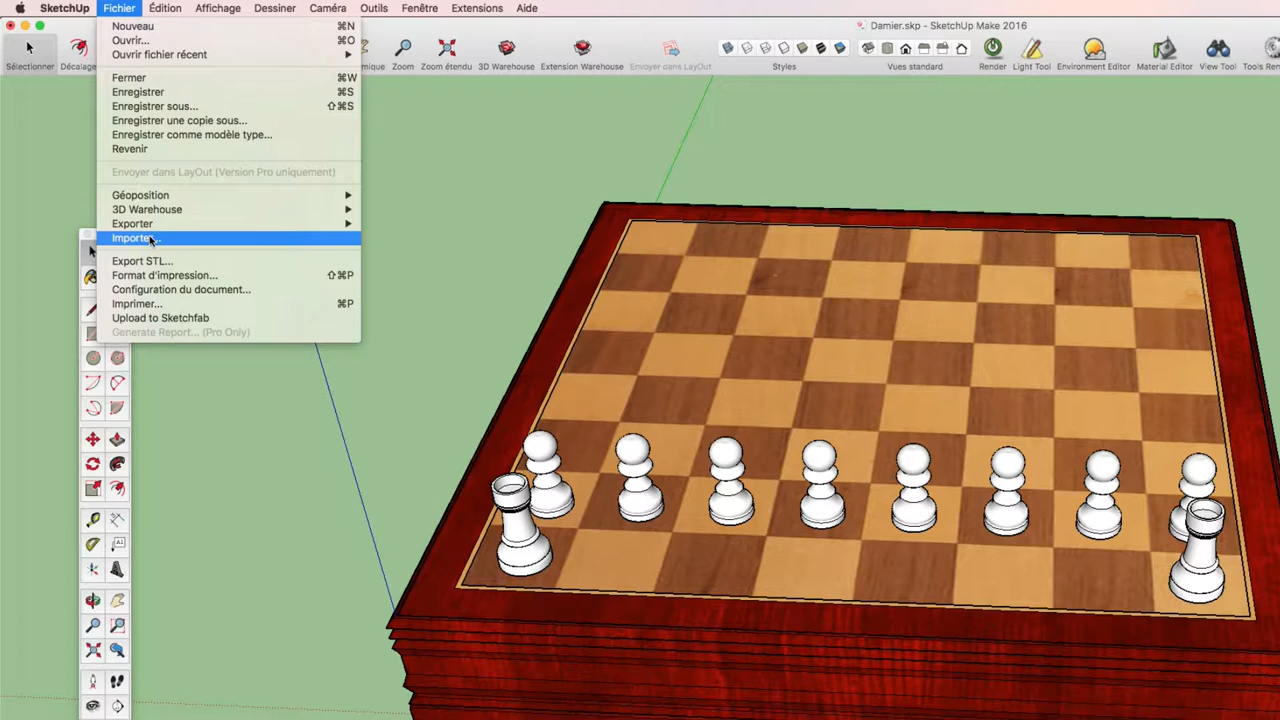 SketchUp Fichier Édition Affichage Dessiner Caméra Outils Fenêtre Extensions Aide
Damier.skp - SketchUp Make 2016
Sélectionner Décalage Zoom Zoom étendu 3D Warehouse Extension Warehouse Envoyer dans LayOut Styles Vues standard Render Light Tool Environment Editor Material Editor View Tool
Nouveau ⌘N
Ouvrir... ⌘O
Ouvrir fichier récent
Fermer ⌘W
Enregistrer ⌘S
Enregistrer sous... ⇧⌘S
Enregistrer une copie sous...
Enregistrer comme modèle type...
Revenir
Envoyer dans LayOut (Version Pro uniquement)
Géoposition
3D Warehouse
Exporter
Export STL...
Format d'impression... ⇧⌘P
Configuration du document...
Imprimer... ⌘P
Upload to Sketchfab
Generate Report... (Pro Only)